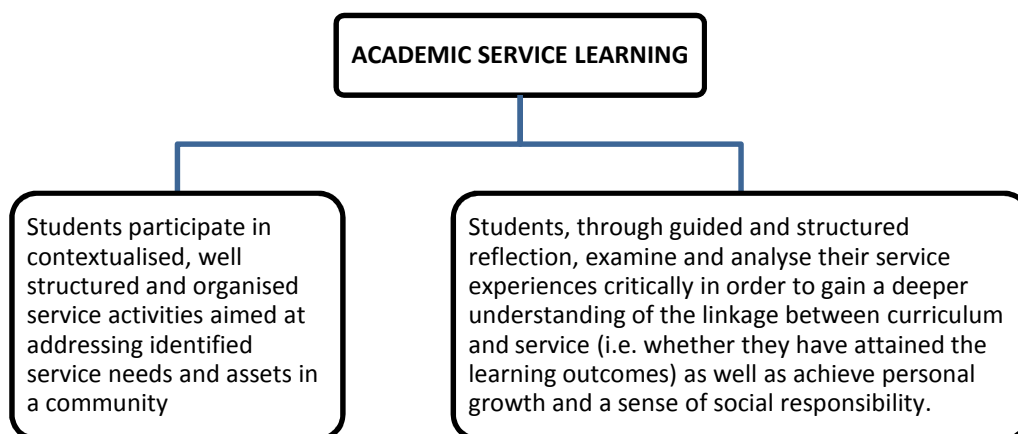 ACADEMIC SERVICE LEARNING
Students participate in
contextualised, well
structured and organised
service activities aimed at
addressing identified
service needs and assets in
a community
Students, through guided and structured
reflection, examine and analyse their service
experiences critically in order to gain a deeper
understanding of the linkage between curriculum
and service (i.e. whether they have attained the
learning outcomes) as well as achieve personal
growth and a sense of social responsibility.